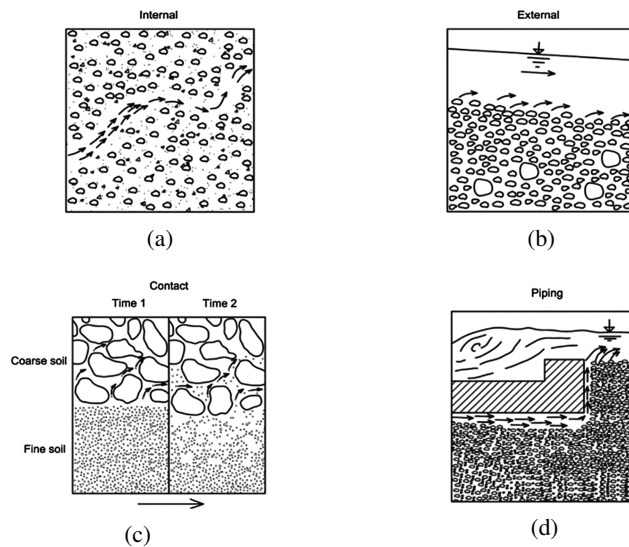 Internal
External
(a)
(b)
Contact
Time 1 Time 2
Coarse soil
Fine soil
Piping
(c)
(d)